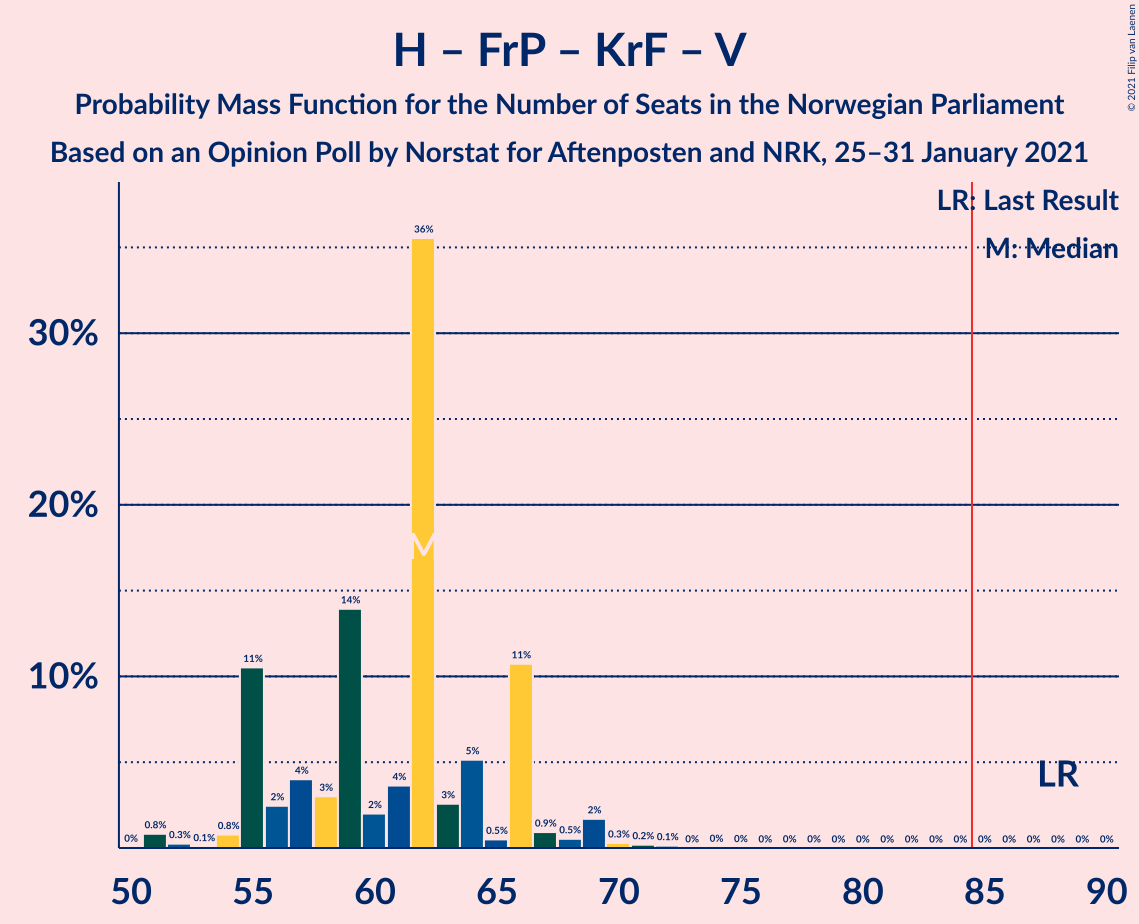 H – FrP – KrF – V
Probability Mass Function for the Number of Seats in the Norwegian Parliament
Based on an Opinion Poll by Norstat for Aftenposten and NRK, 25–31 January 2021
© 2021 Filip van Laenen
LR: Last Result
M: Median
36%
30%
20%
M
14%
11%
11%
10%
5%
4%
4%
3%
3%
2%
2%
2%
LR
0% 0.8% 0.3% 0.1% 0.8% 0.5% 0.9% 0.5% 0.3% 0.2% 0.1% 0% 0% 0% 0% 0% 0% 0% 0% 0% 0% 0% 0% 0% 0% 0% 0% 0% 0%
50 55 60 65 70 75 80 85 90